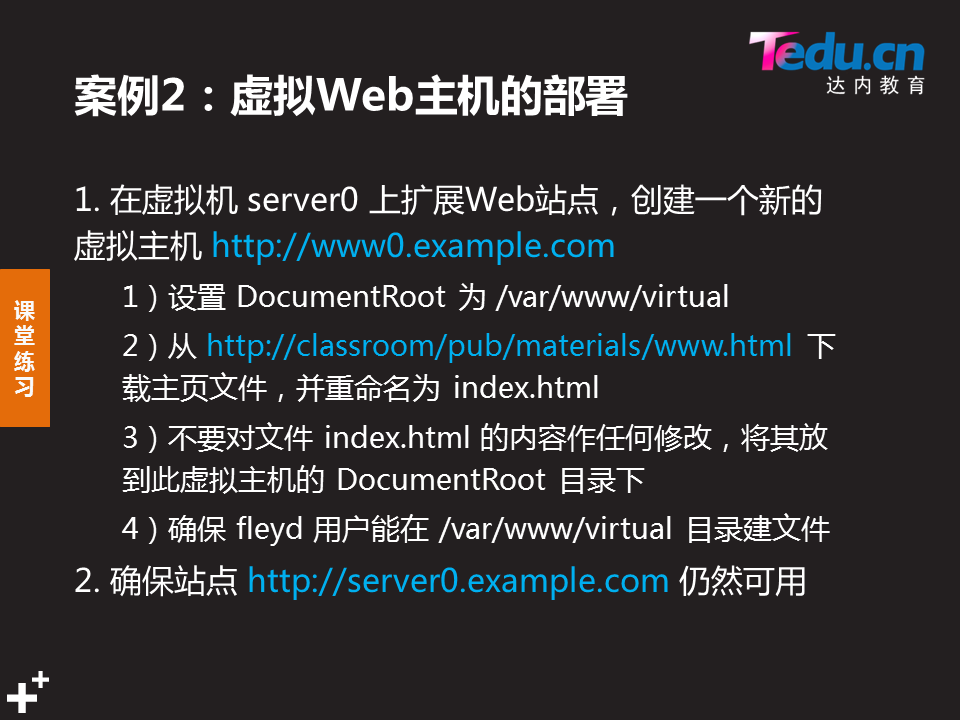 Tedu.cn
达内教育
案例2：虚拟Web主机的部署
1. 在虚拟机 server0 上扩展Web站点，创建一个新的
虚拟主机 http://www0.example.com
1）设置 DocumentRoot 为 /var/www/virtual
2）从 http://classroom/pub/materials/www.html 下
载主页文件，并重命名为 index.html
3）不要对文件 index.html 的内容作任何修改，将其放
到此虚拟主机的 DocumentRoot 目录下
4）确保 fleyd 用户能在 /var/www/virtual 目录建文件
2. 确保站点 http://server0.example.com 仍然可用
课
堂
练
习